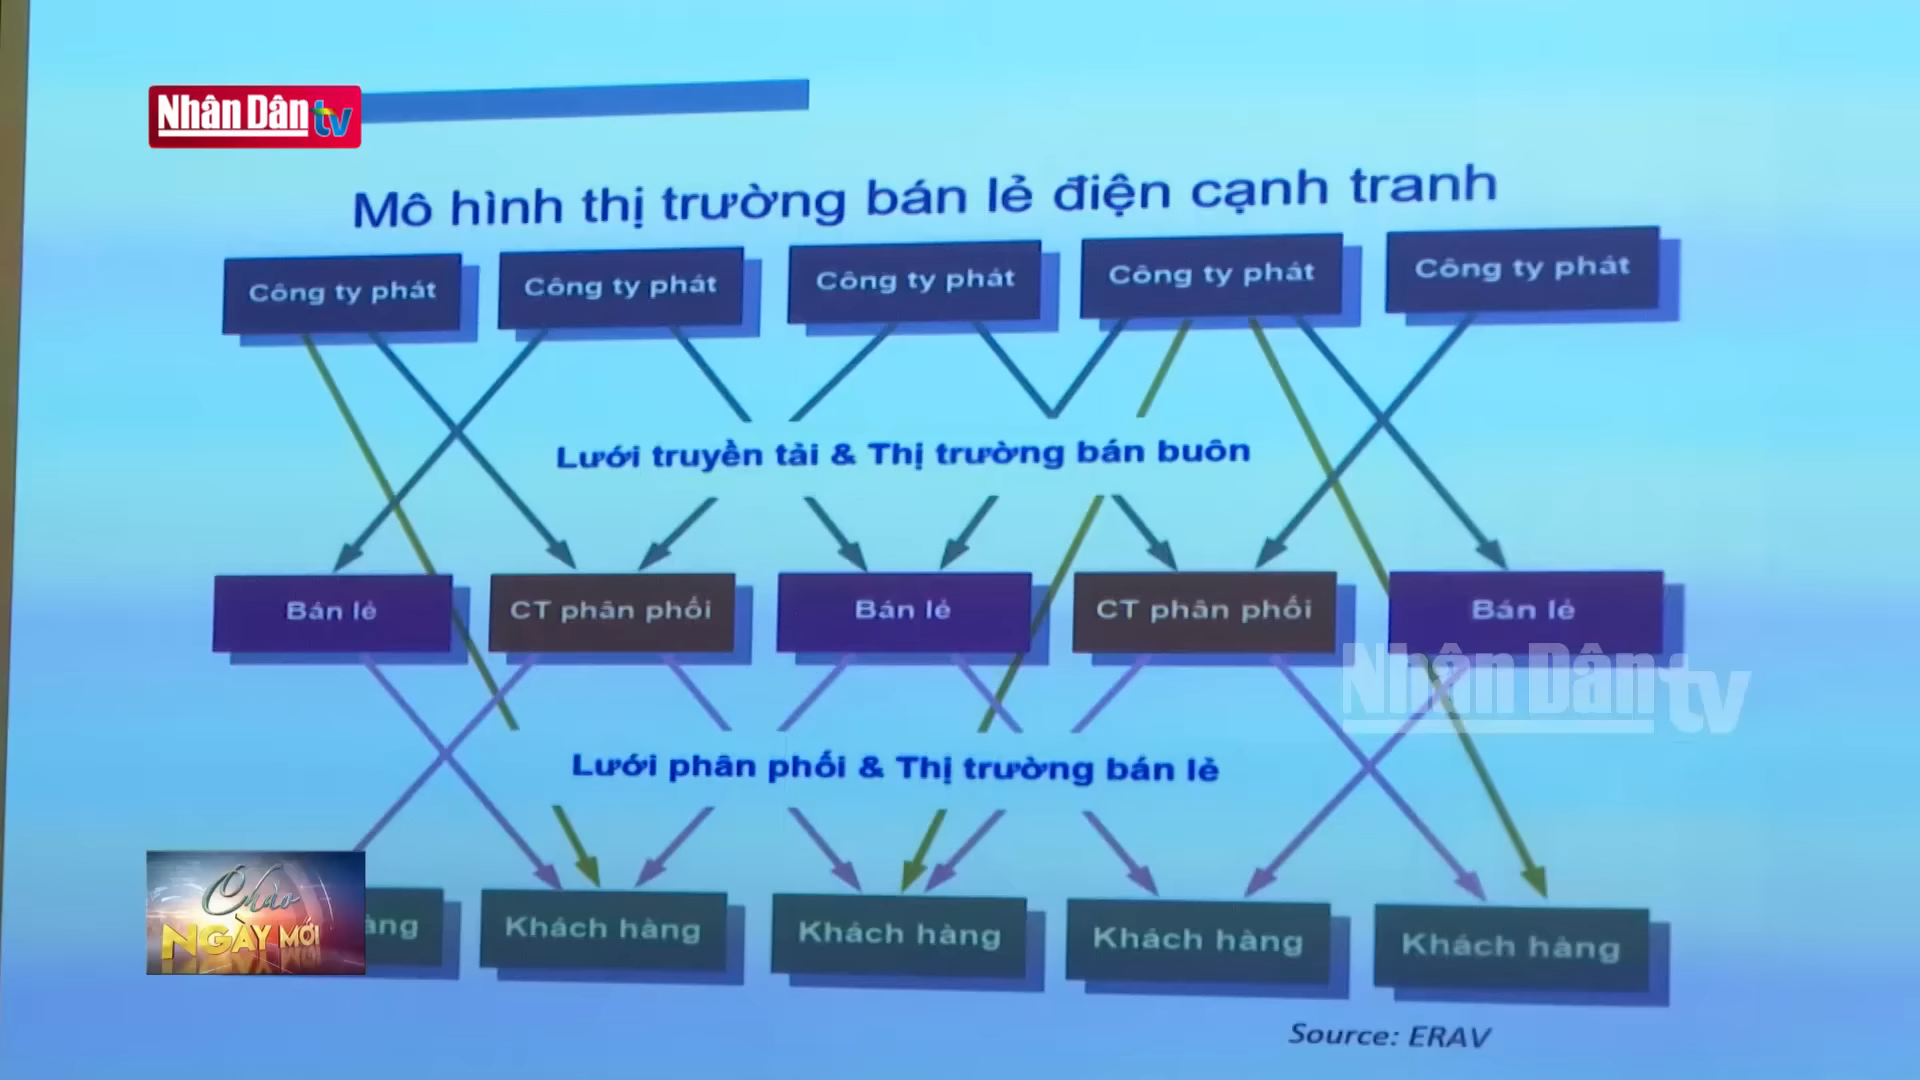 Nhân Dân tv
Mô hình thị trường bán lẻ điện cạnh tranh
Công ty phát
Công ty phát
Công ty phát
Công ty phát
Công ty phát
Lưới truyền tải & Thị trường bán buôn
Bán lẻ
CT phân phối
Bán lẻ
CT phân phối
Bán lẻ
Nhân Dân tv
Lưới phân phối & Thị trường bán lẻ
Chào
NGÀY MỚI
Khách hàng
Khách hàng
Khách hàng
Khách hàng
Source: ERAV